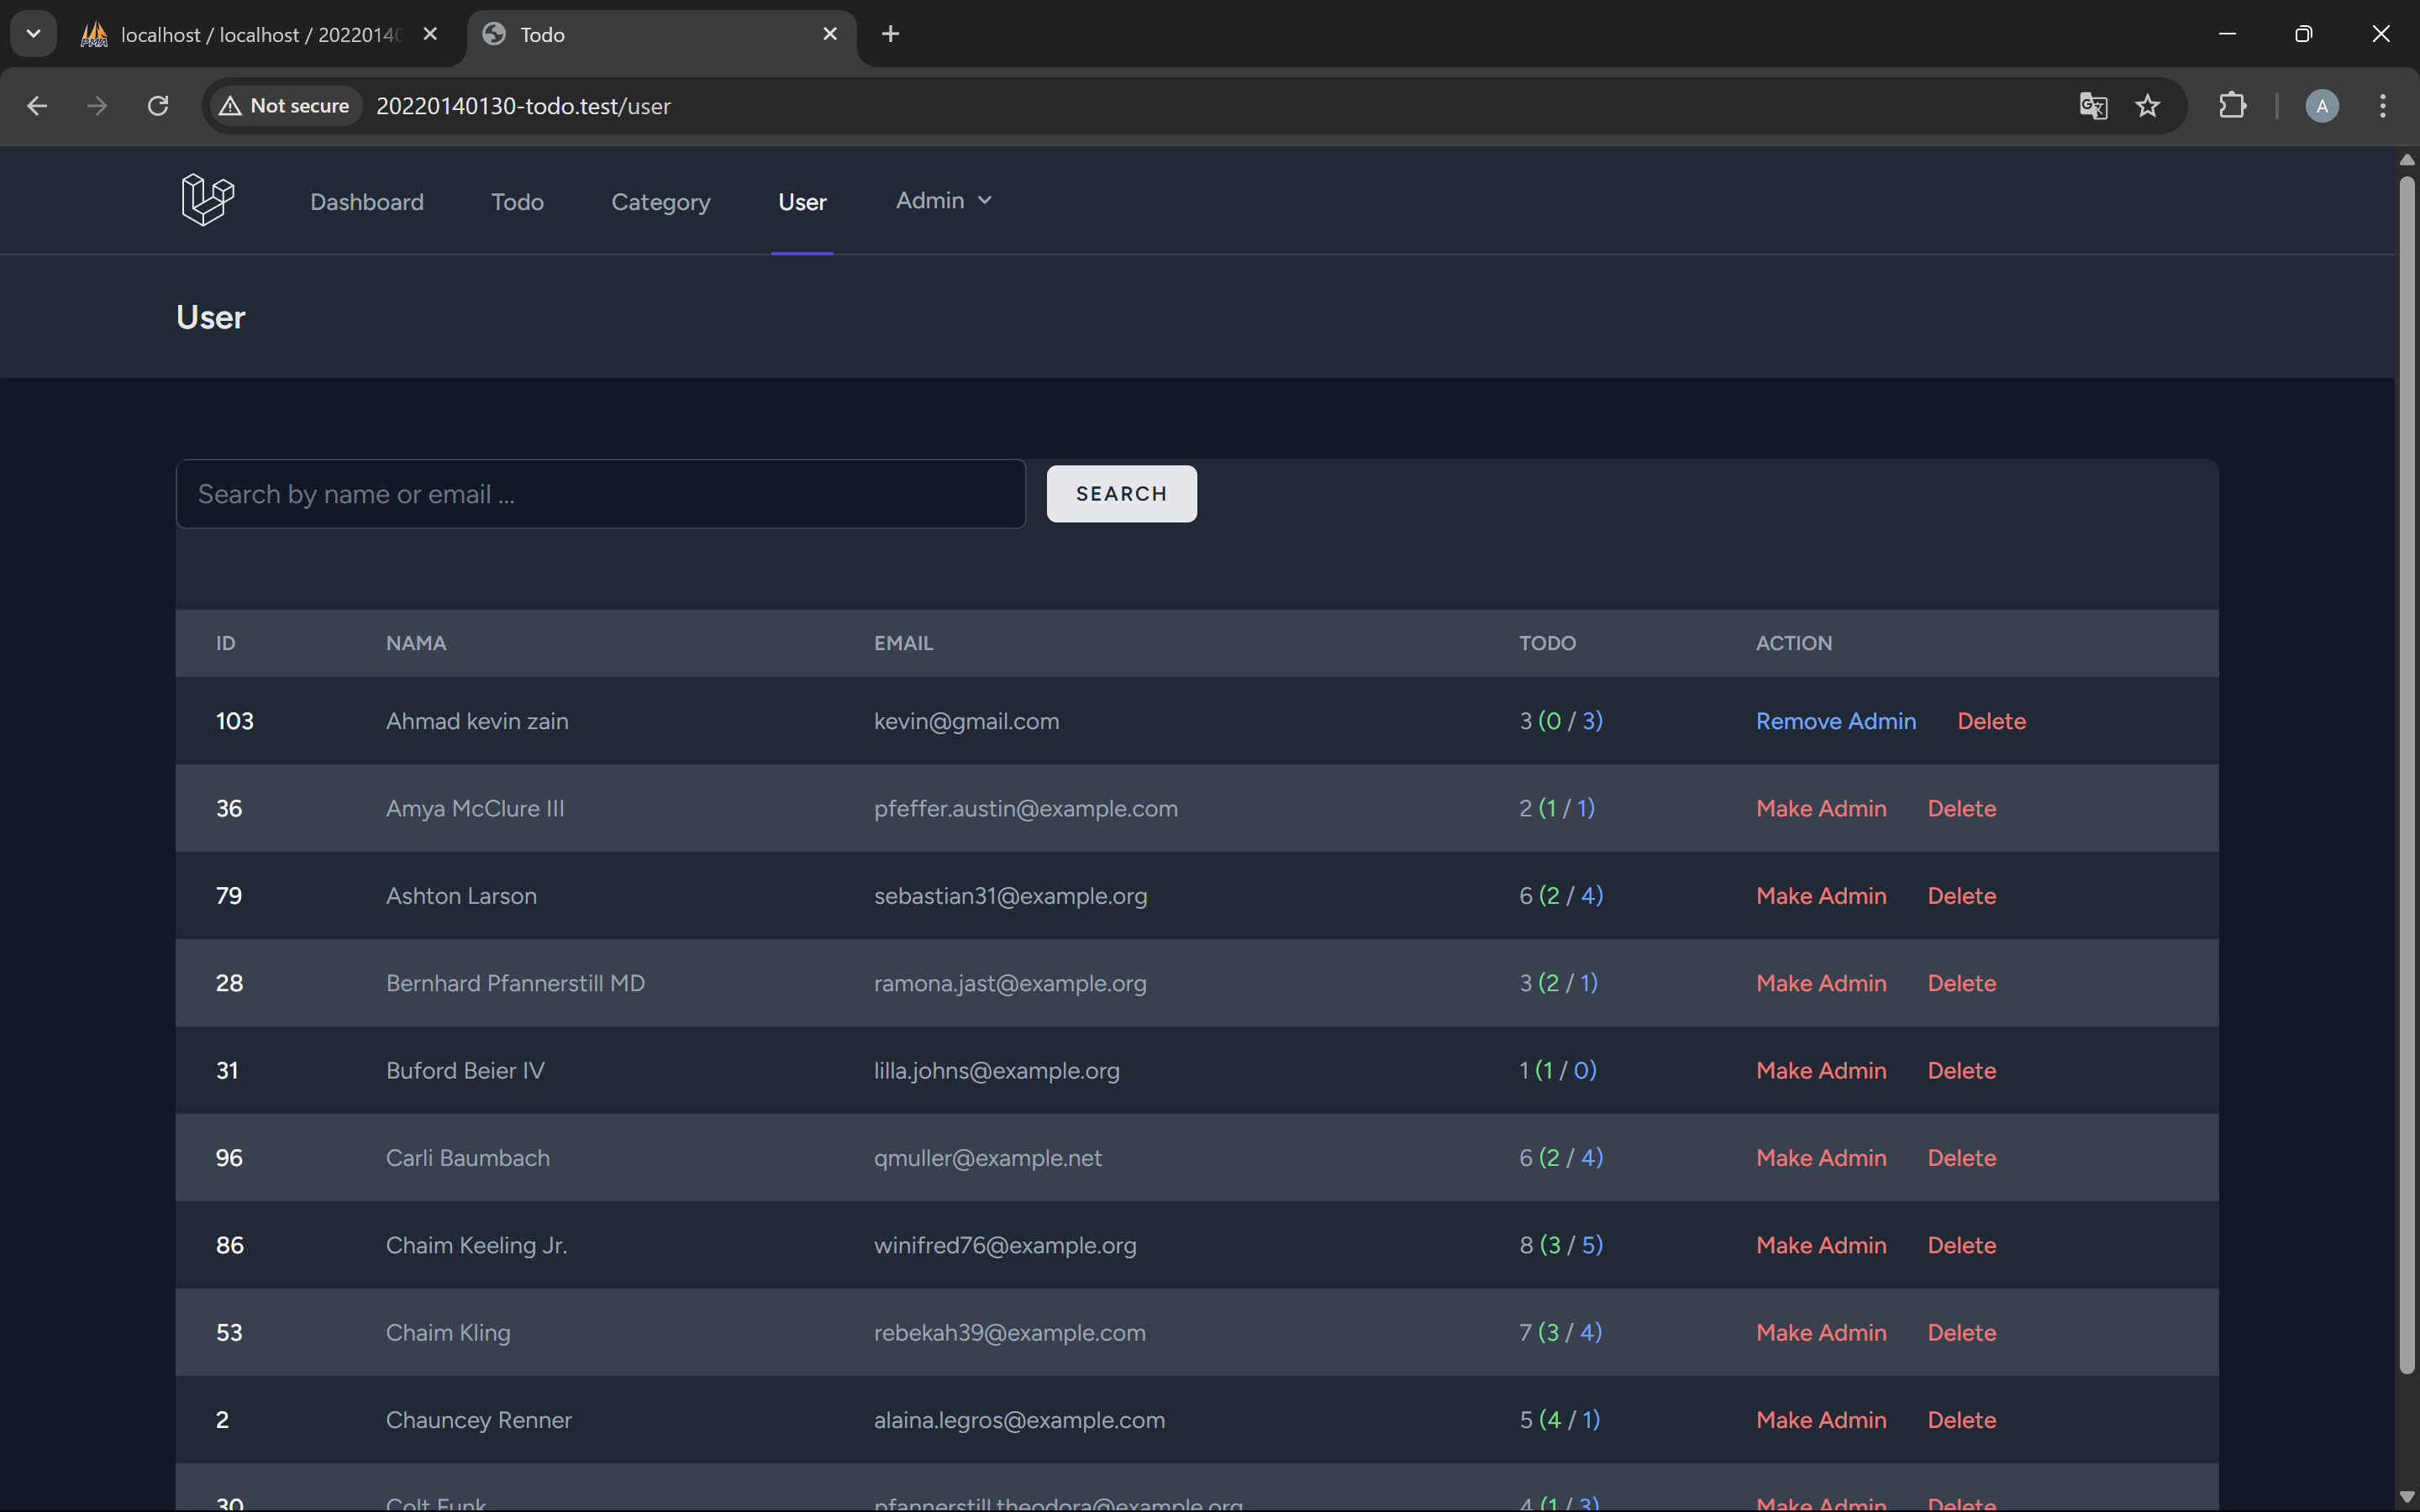 localhost / localhost / 2022014
Todo
Not secure 20220140130-todo.test/user
A
Dashboard Todo Category User Admin
User
Search by name or email ... SEARCH
ID NAMA EMAIL TODO ACTION
103 Ahmad kevin zain kevin@gmail.com 3 (0 / 3) Remove Admin Delete
36 Amya McClure III pfeffer.austin@example.com 2 (1 / 1) Make Admin Delete
79 Ashton Larson sebastian31@example.org 6 (2 / 4) Make Admin Delete
28 Bernhard Pfannerstill MD ramona.jast@example.org 3 (2 / 1) Make Admin Delete
31 Buford Beier IV lilla.johns@example.org 1 (1 / 0) Make Admin Delete
96 Carli Baumbach qmuller@example.net 6 (2 / 4) Make Admin Delete
86 Chaim Keeling Jr. winifred76@example.org 8 (3 / 5) Make Admin Delete
53 Chaim Kling rebekah39@example.com 7 (3 / 4) Make Admin Delete
2 Chauncey Renner alaina.legros@example.com 5 (4 / 1) Make Admin Delete
30 Colt Funk pfannerstill.theodora@example.org 4 (1 / 3) Make Admin Delete